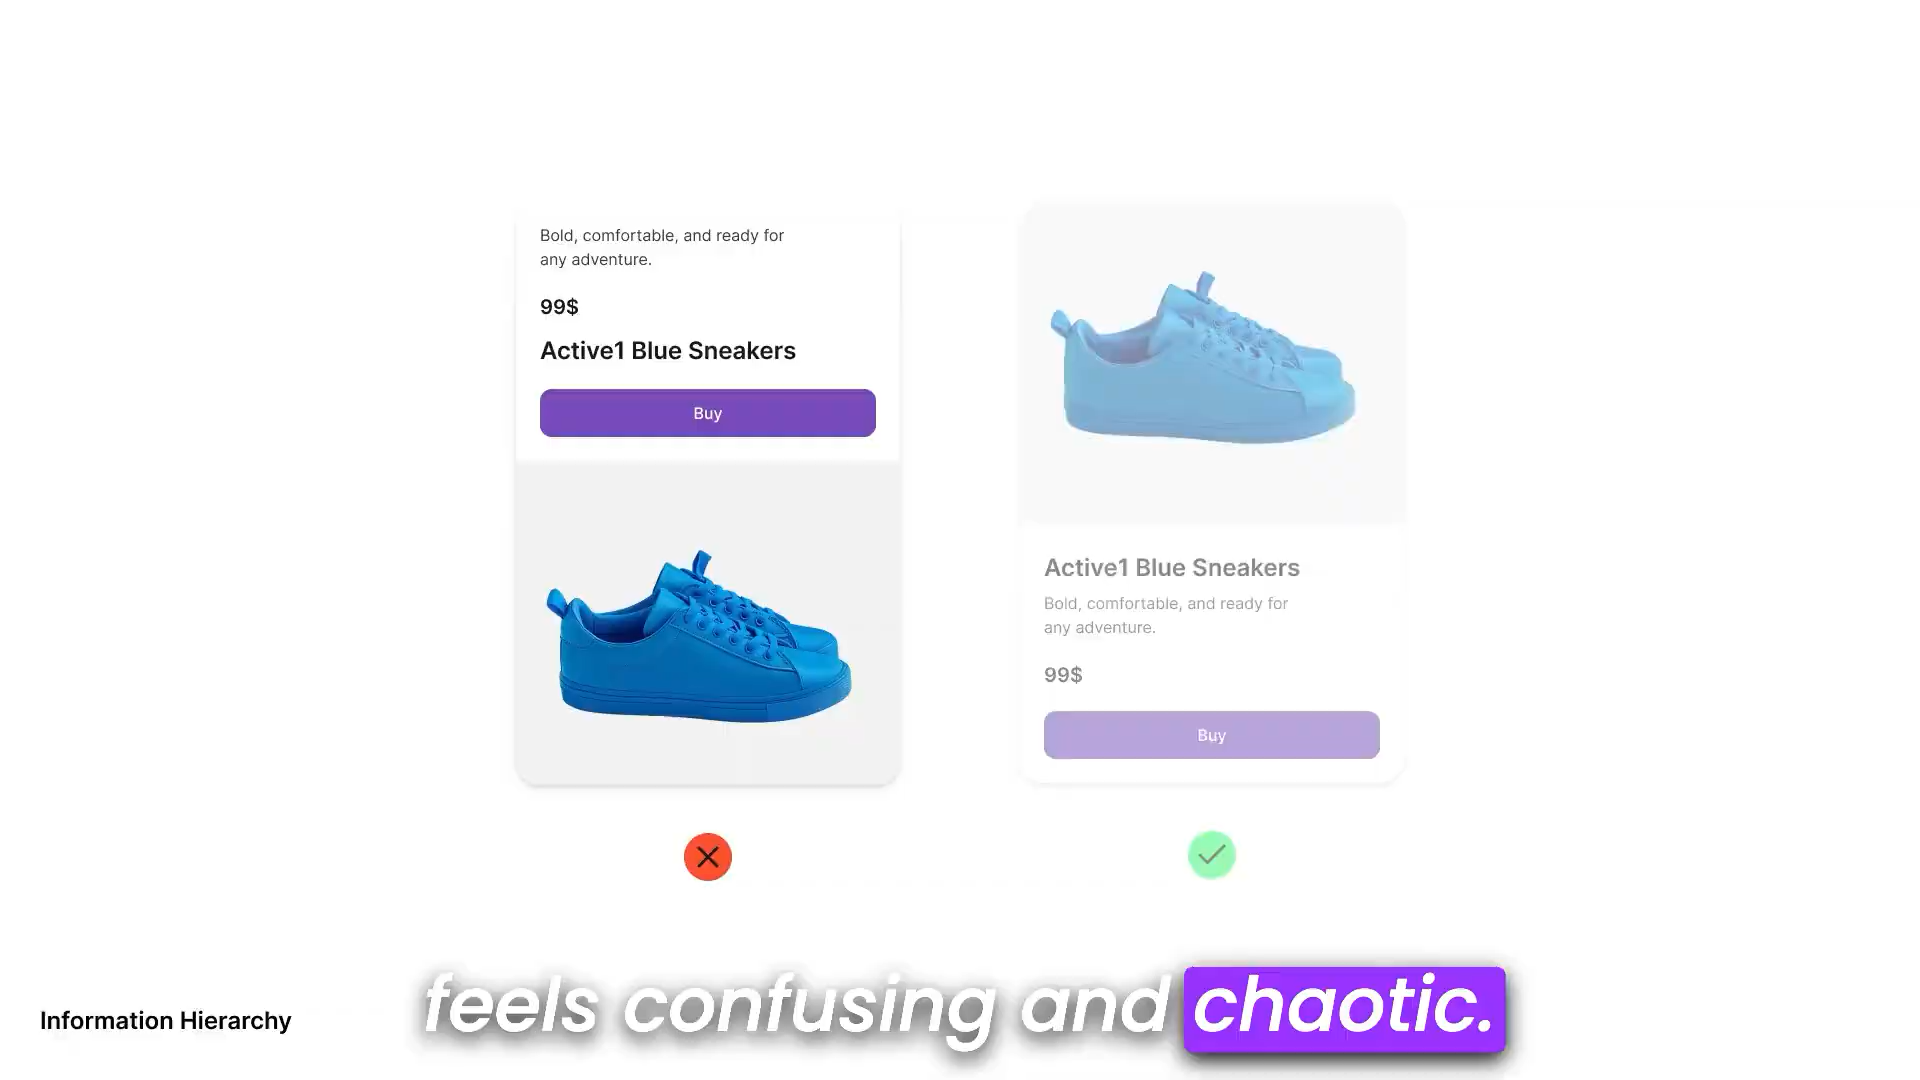 Bold, comfortable, and ready for
any adventure.
99$
Active1 Blue Sneakers
Buy
Active1 Blue Sneakers
Bold, comfortable, and ready for
any adventure.
99$
Buy
feels confusing and chaotic.
Information Hierarchy